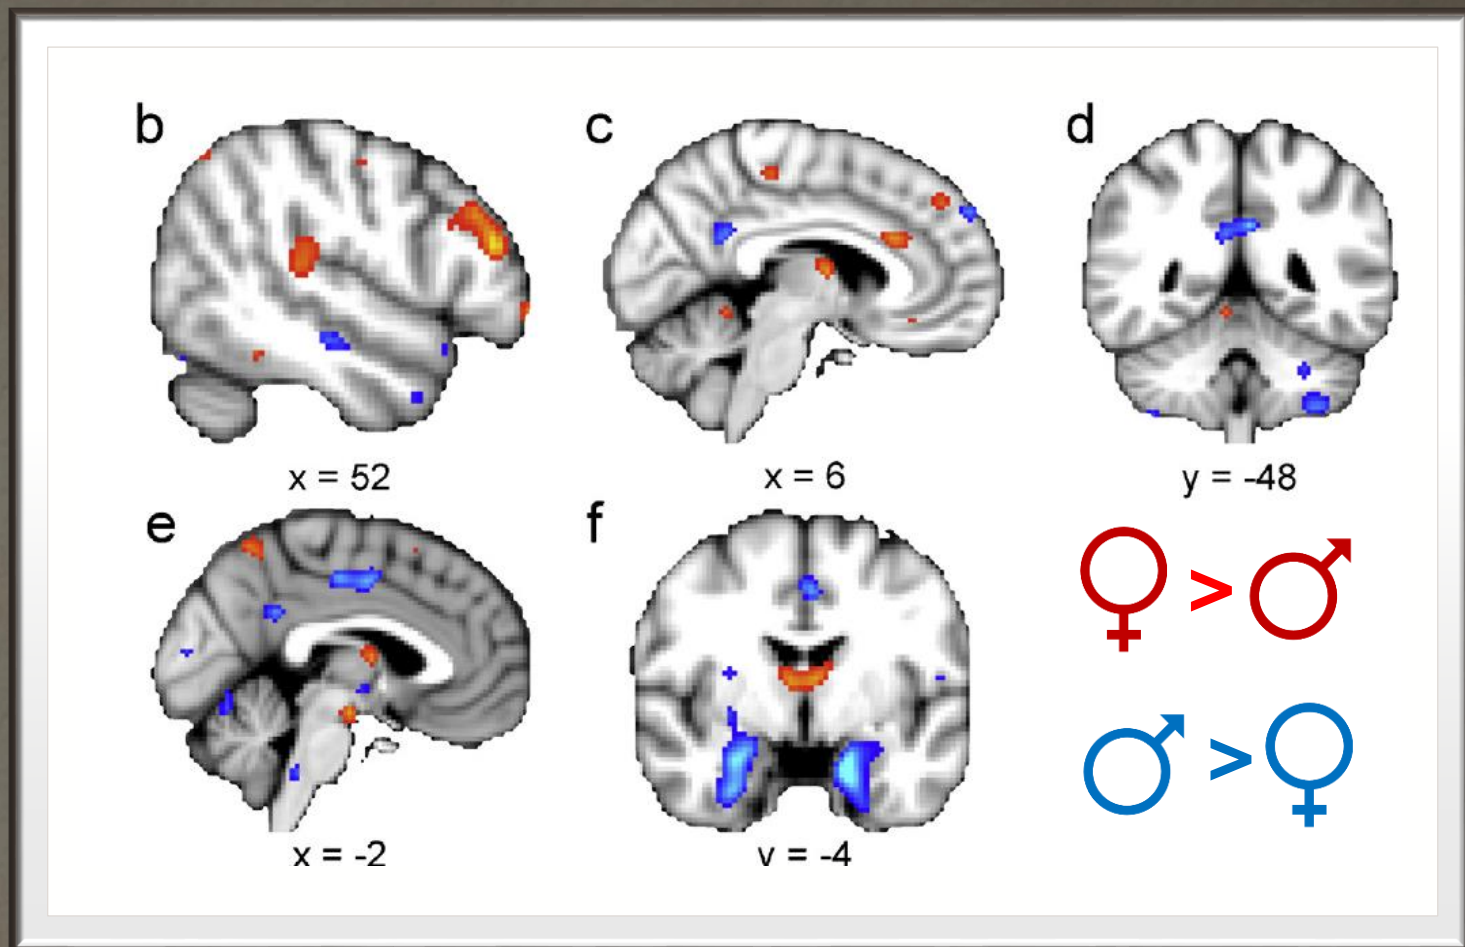 b
c
d
x = 52
x = 6
y = -48
e
f
♀ > ♂
♂ > ♀
x = -2
y = -4